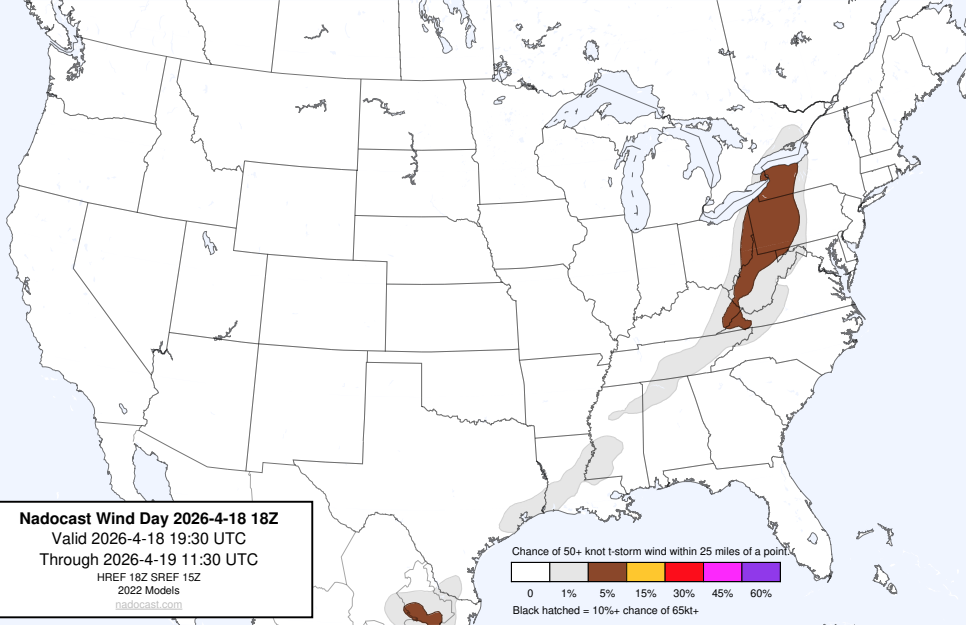 Nadocast Wind Day 2026-4-18 18Z
Valid 2026-4-18 19:30 UTC
Through 2026-4-19 11:30 UTC
HREF 18Z SREF 15Z
2022 Models
nadocast.com
Chance of 50+ knot t-storm wind within 25 miles of a point.
0 1% 5% 15% 30% 45% 60%
Black hatched = 10%+ chance of 65kt+